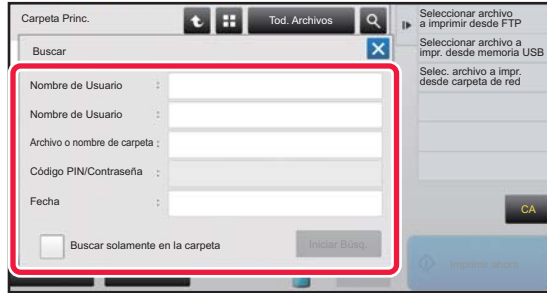 Carpeta Princ.
Tod. Archivos
Seleccionar archivo
a imprimir desde FTP
Seleccionar archivo a
impr. desde memoria USB
Selec. archivo a impr.
desde carpeta de red
Buscar
Nombre de Usuario :
Nombre de Usuario :
Archivo o nombre de carpeta :
Código PIN/Contraseña :
Fecha :
Buscar solamente en la carpeta
Iniciar Búsq.
CA
Imprimir ahora